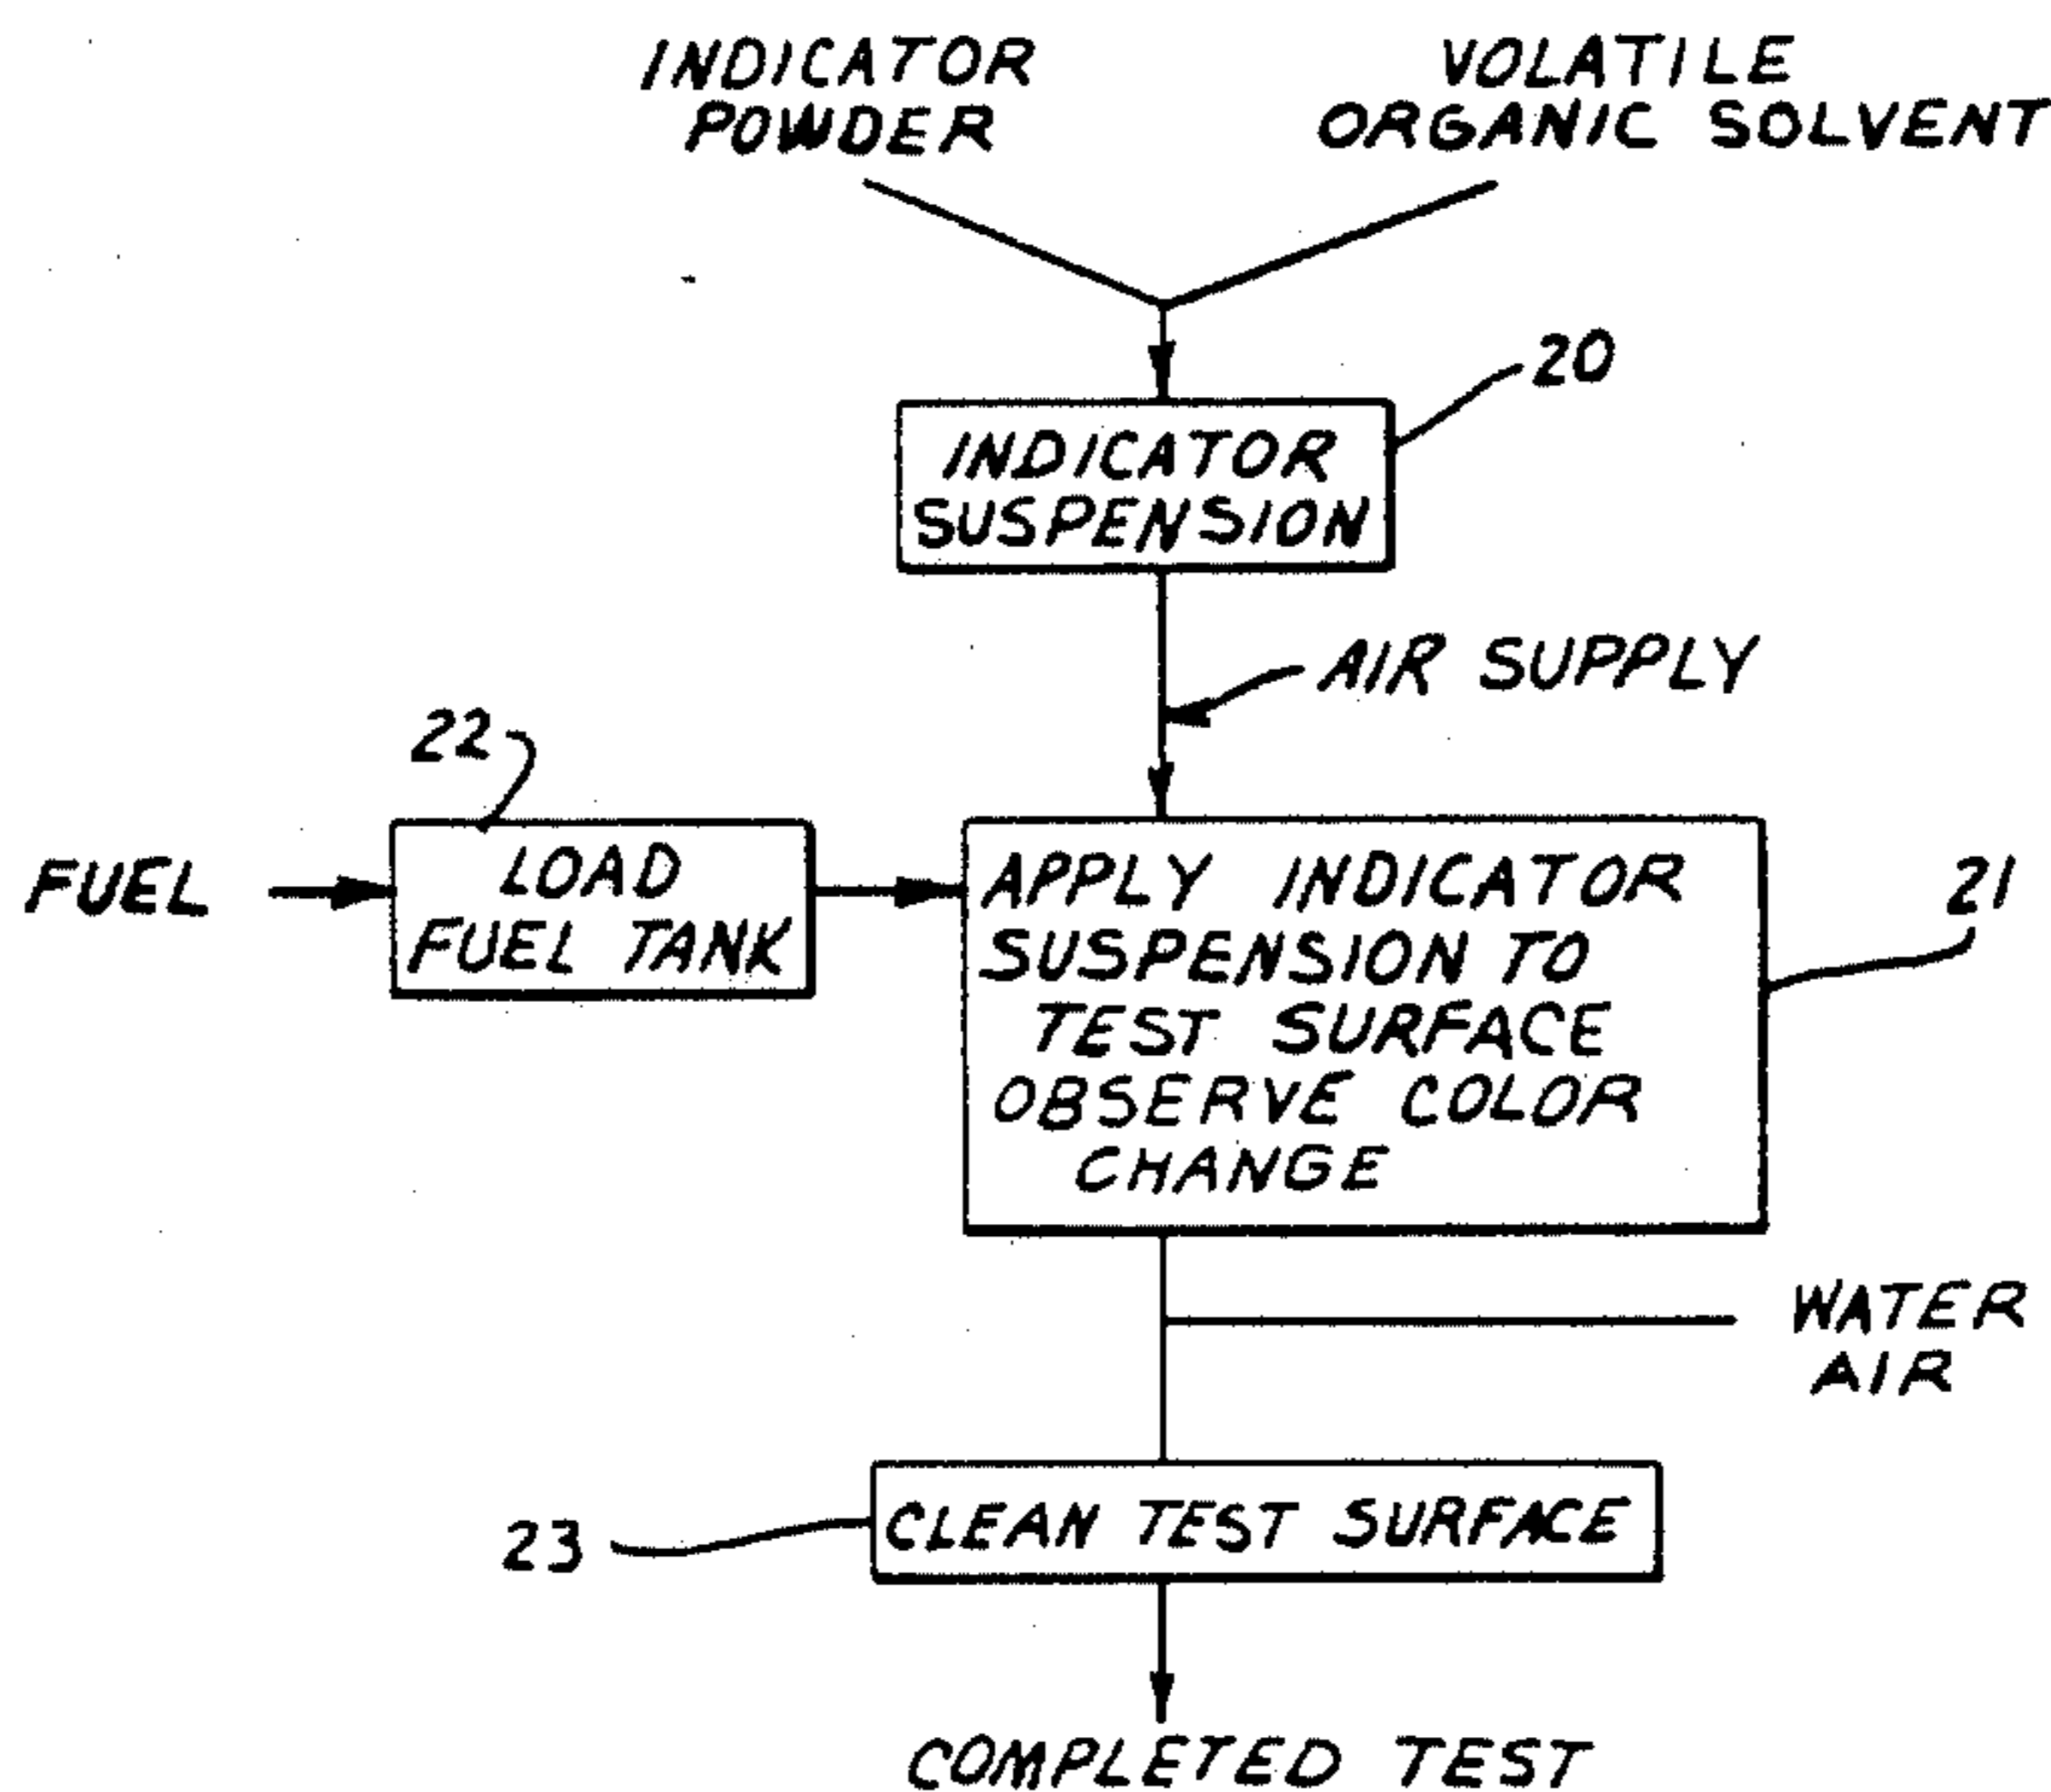 INDICATOR
POWDER
VOLATILE
ORGANIC SOLVENT
20
INDICATOR
SUSPENSION
AIR SUPPLY
22
FUEL
LOAD
FUEL TANK
APPLY INDICATOR
SUSPENSION TO
TEST SURFACE
OBSERVE COLOR
CHANGE
21
WATER
AIR
23
CLEAN TEST SURFACE
COMPLETED TEST